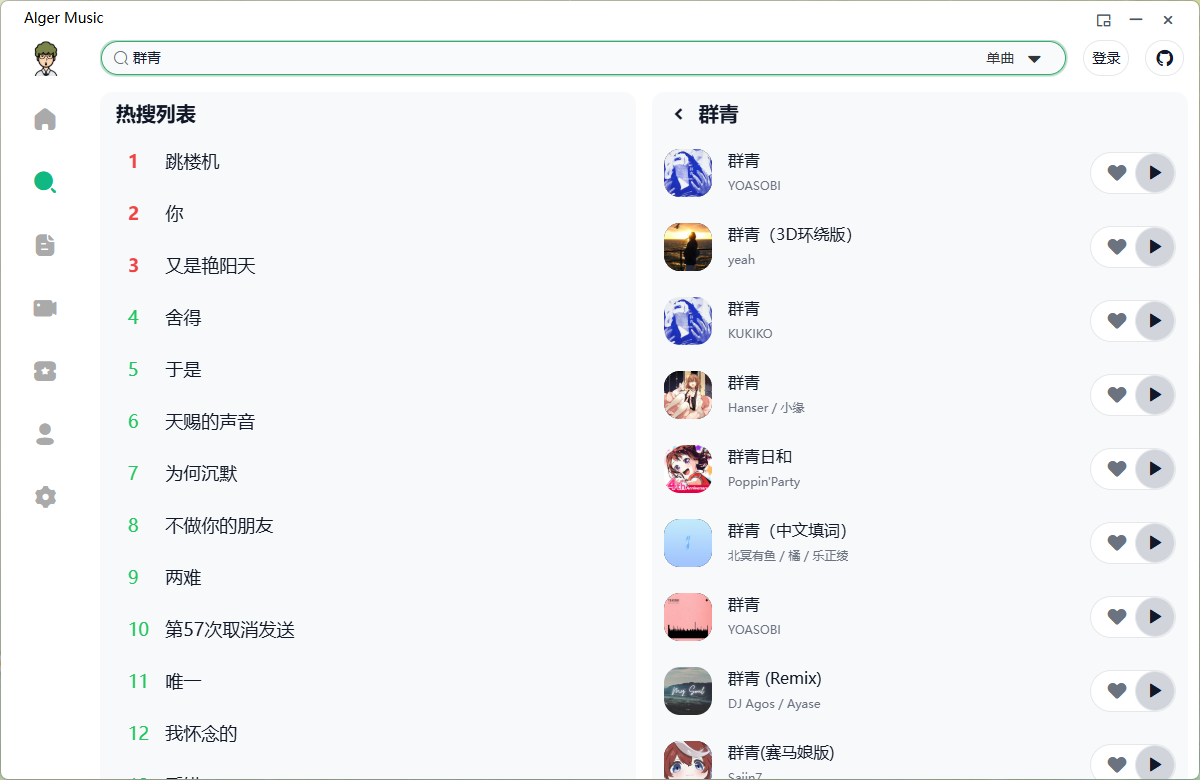 Alger Music
群青
单曲
登录
热搜列表
1 跳楼机
2 你
3 又是艳阳天
4 舍得
5 于是
6 天赐的声音
7 为何沉默
8 不做你的朋友
9 两难
10 第57次取消发送
11 唯一
12 我怀念的
群青
群青
YOASOBI
群青（3D环绕版）
yeah
群青
KUKIKO
群青
Hanser / 小缘
群青日和
Poppin'Party
群青（中文填词）
北冥有鱼 / 橘 / 乐正绫
群青
YOASOBI
群青 (Remix)
DJ Agos / Ayase
My Soul
群青(赛马娘版)